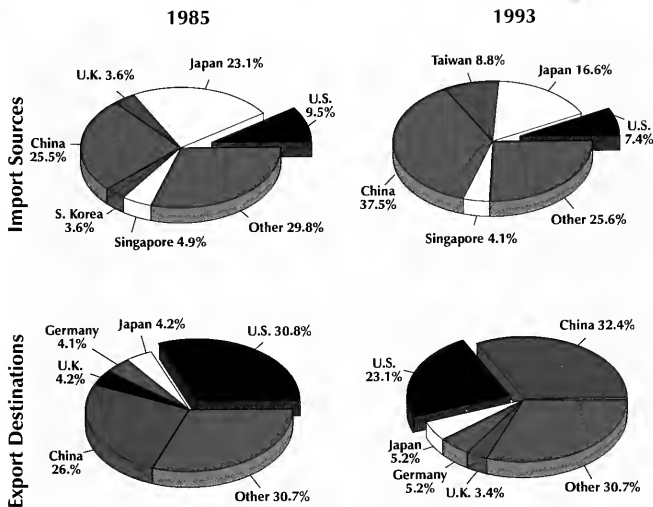 1985
1993
Import Sources
U.K. 3.6%
Japan 23.1%
U.S.
9.5%
China
25.5%
S. Korea
3.6%
Singapore 4.9%
Other 29.8%
Taiwan 8.8%
Japan 16.6%
U.S.
7.4%
China
37.5%
Singapore 4.1%
Other 25.6%
Export Destinations
Germany
4.1%
Japan 4.2%
U.S. 30.8%
U.K.
4.2%
China
26.%
Other 30.7%
China 32.4%
U.S.
23.1%
Japan
5.2%
Germany
5.2%
U.K. 3.4%
Other 30.7%